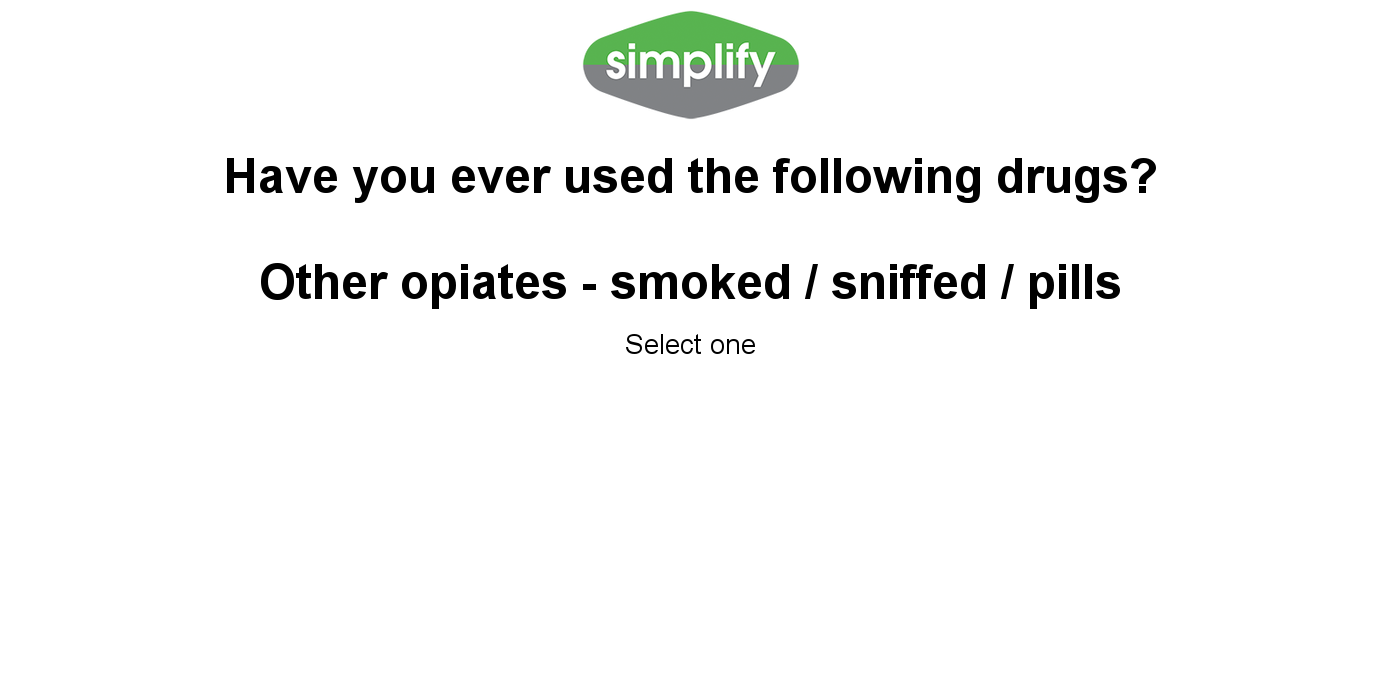 simplify
Have you ever used the following drugs?
Other opiates - smoked / sniffed / pills
Select one